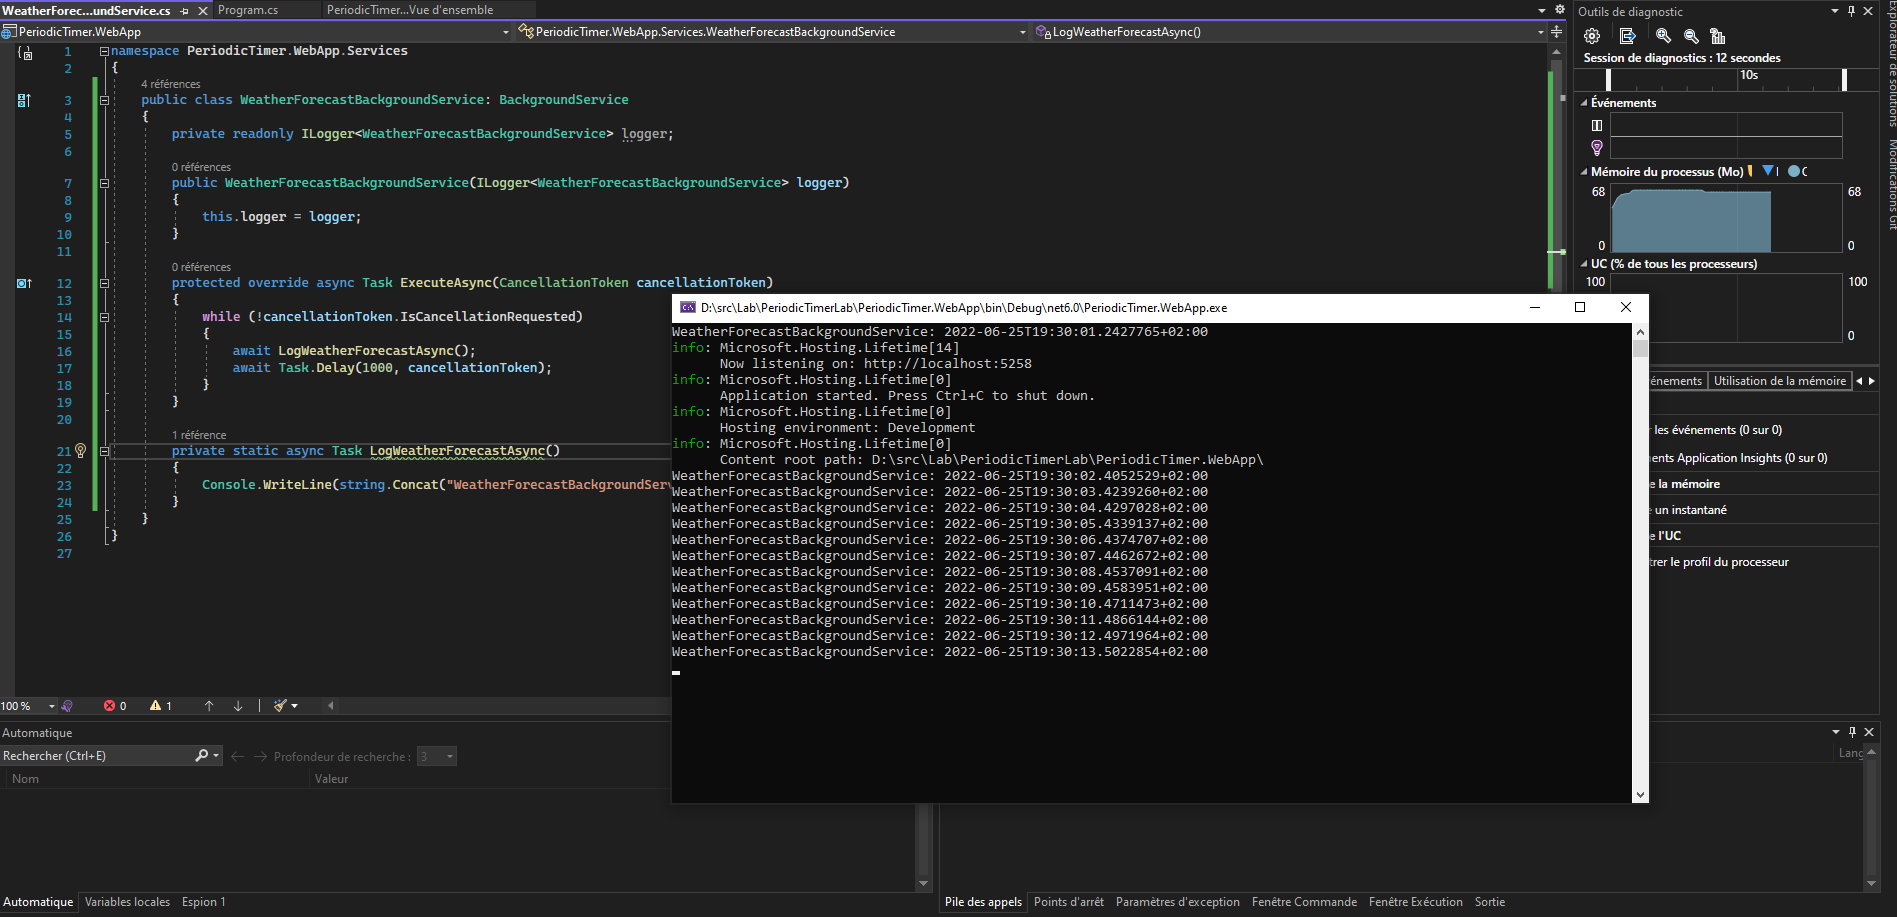 WeatherForec...undService.cs
Program.cs
PeriodicTimer...Vue d'ensemble
PeriodicTimer.WebApp
PeriodicTimer.WebApp.Services.WeatherForecastBackgroundService
LogWeatherForecastAsync()
1 namespace PeriodicTimer.WebApp.Services
2 {
4 références
3 public class WeatherForecastBackgroundService: BackgroundService
4 {
5 private readonly ILogger<WeatherForecastBackgroundService> logger;
6
0 références
7 public WeatherForecastBackgroundService(ILogger<WeatherForecastBackgroundService> logger)
8 {
9 this.logger = logger;
10 }
11
0 références
12 protected override async Task ExecuteAsync(CancellationToken cancellationToken)
13 {
14 while (!cancellationToken.IsCancellationRequested)
15 {
16 await LogWeatherForecastAsync();
17 await Task.Delay(1000, cancellationToken);
18 }
19 }
20
1 référence
21 private static async Task LogWeatherForecastAsync()
22 {
23 Console.WriteLine(string.Concat("WeatherForecastBackgroundSer
24 }
25 }
26 }
27
100 %
0
1
D:\src\Lab\PeriodicTimerLab\PeriodicTimer.WebApp\bin\Debug\net6.0\PeriodicTimer.WebApp.exe
WeatherForecastBackgroundService: 2022-06-25T19:30:01.2427765+02:00
info: Microsoft.Hosting.Lifetime[14]
Now listening on: http://localhost:5258
info: Microsoft.Hosting.Lifetime[0]
Application started. Press Ctrl+C to shut down.
info: Microsoft.Hosting.Lifetime[0]
Hosting environment: Development
info: Microsoft.Hosting.Lifetime[0]
Content root path: D:\src\Lab\PeriodicTimerLab\PeriodicTimer.WebApp\
WeatherForecastBackgroundService: 2022-06-25T19:30:02.4052529+02:00
WeatherForecastBackgroundService: 2022-06-25T19:30:03.4239260+02:00
WeatherForecastBackgroundService: 2022-06-25T19:30:04.4297028+02:00
WeatherForecastBackgroundService: 2022-06-25T19:30:05.4339137+02:00
WeatherForecastBackgroundService: 2022-06-25T19:30:06.4374707+02:00
WeatherForecastBackgroundService: 2022-06-25T19:30:07.4462672+02:00
WeatherForecastBackgroundService: 2022-06-25T19:30:08.4537091+02:00
WeatherForecastBackgroundService: 2022-06-25T19:30:09.4583951+02:00
WeatherForecastBackgroundService: 2022-06-25T19:30:10.4711473+02:00
WeatherForecastBackgroundService: 2022-06-25T19:30:11.4866144+02:00
WeatherForecastBackgroundService: 2022-06-25T19:30:12.4971964+02:00
WeatherForecastBackgroundService: 2022-06-25T19:30:13.5022854+02:00
Outils de diagnostic
Session de diagnostics : 12 secondes
10s
Événements
Mémoire du processus (Mo)
68 68
0 0
UC (% de tous les processeurs)
100 100
0
énements
Utilisation de la mémoire
les événements (0 sur 0)
ents Application Insights (0 sur 0)
la mémoire
un instantané
l'UC
trer le profil du processeur
Explorateur de solutions
Modifications Git
Automatique
Rechercher (Ctrl+E)
Profondeur de recherche : 3
Nom Valeur
Lang
Automatique Variables locales Espion 1
Pile des appels Points d'arrêt Paramètres d'exception Fenêtre Commande Fenêtre Exécution Sortie